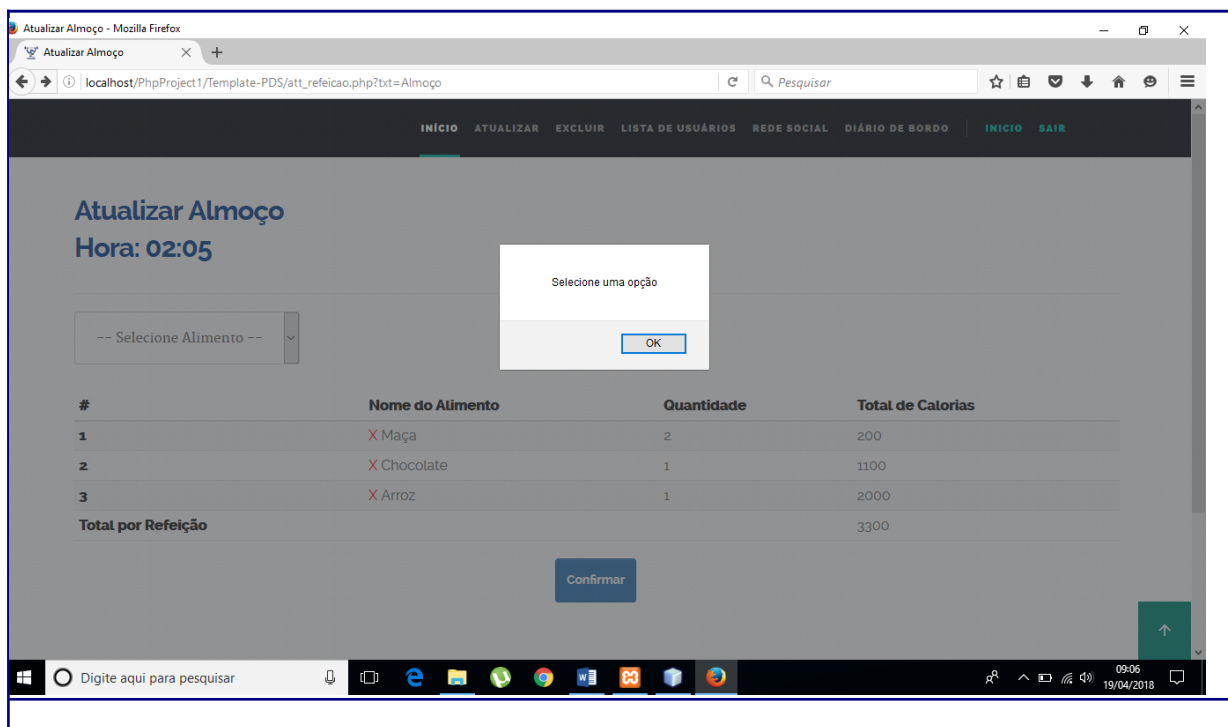 Atualizar Almoço - Mozilla Firefox
Atualizar Almoço
localhost/PhpProject1/Template-PDS/att_refeicao.php?txt=Almoço
Pesquisar
INÍCIO ATUALIZAR EXCLUIR LISTA DE USUÁRIOS REDE SOCIAL DIÁRIO DE BORDO INICIO SAIR
Atualizar Almoço
Hora: 02:05
Selecione uma opção
OK
-- Selecione Alimento --
# Nome do Alimento Quantidade Total de Calorias
1 X Maça 2 200
2 X Chocolate 1 1100
3 X Arroz 1 2000
Total por Refeição 3300
Confirmar
Digite aqui para pesquisar
09:06
19/04/2018